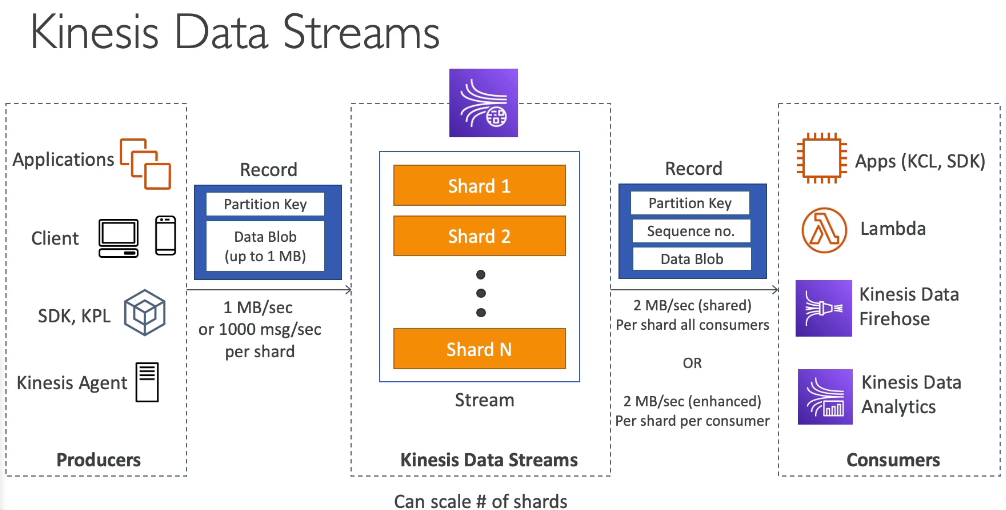 Kinesis Data Streams
Applications
Client
SDK, KPL
Kinesis Agent
Producers
Record
Partition Key
Data Blob
(up to 1 MB)
1 MB/sec
or 1000 msg/sec
per shard
Shard 1
Shard 2
Shard N
Stream
Kinesis Data Streams
Can scale # of shards
Record
Partition Key
Sequence no.
Data Blob
2 MB/sec (shared)
Per shard all consumers
OR
2 MB/sec (enhanced)
Per shard per consumer
Apps (KCL, SDK)
Lambda
Kinesis Data
Firehose
Kinesis Data
Analytics
Consumers